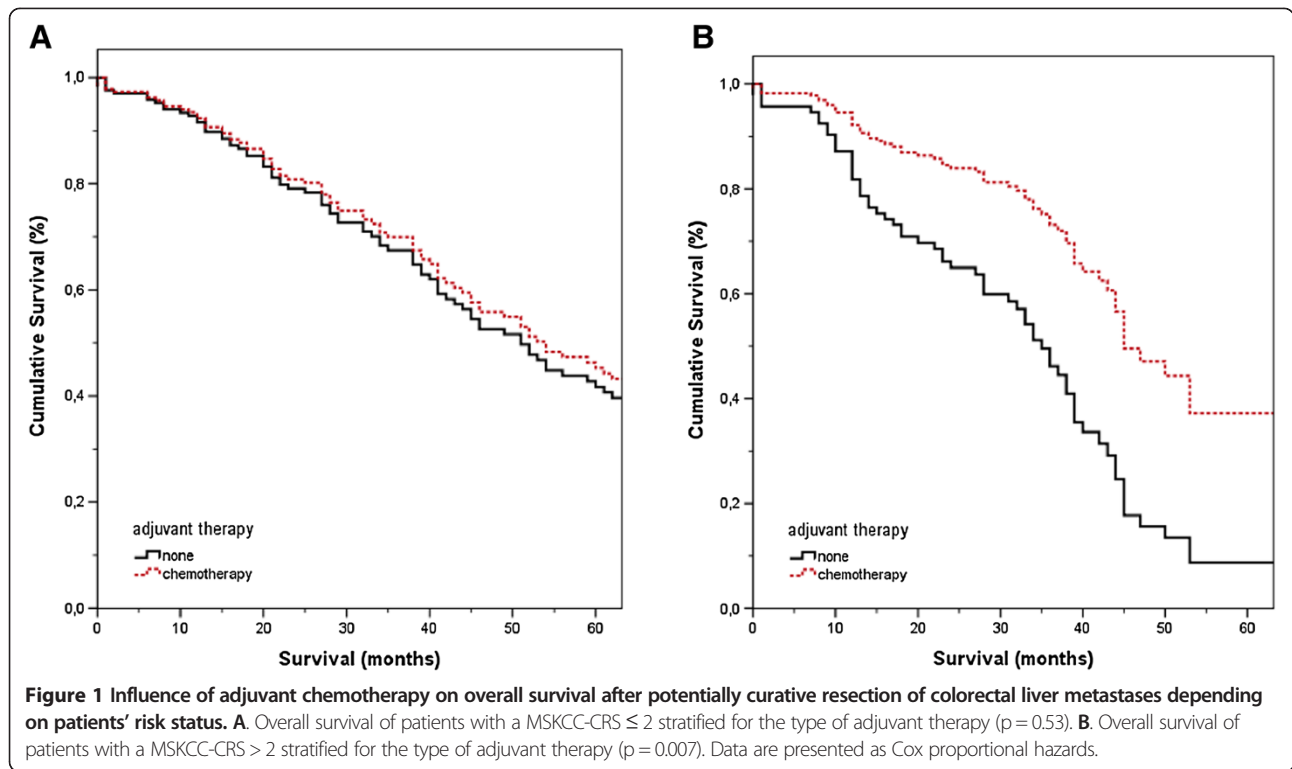 A
Cumulative Survival (%)
1,0
0,8
0,6
0,4
0,2
0,0
adjuvant therapy
none
chemotherapy
0 10 20 30 40 50 60
Survival (months)
B
Cumulative Survival (%)
1,0
0,8
0,6
0,4
0,2
0,0
adjuvant therapy
none
chemotherapy
0 10 20 30 40 50 60
Survival (months)
Figure 1 Influence of adjuvant chemotherapy on overall survival after potentially curative resection of colorectal liver metastases depending
on patients’ risk status. A. Overall survival of patients with a MSKCC-CRS ≤ 2 stratified for the type of adjuvant therapy (p = 0.53). B. Overall survival of
patients with a MSKCC-CRS > 2 stratified for the type of adjuvant therapy (p = 0.007). Data are presented as Cox proportional hazards.